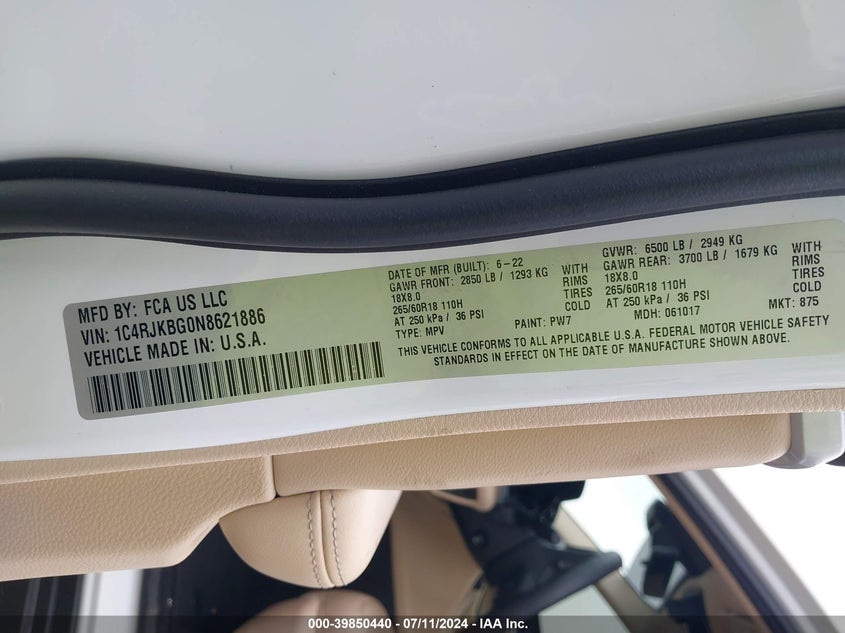 MFD BY: FCA US LLC
VIN: 1C4RJKBG0N8621886
VEHICLE MADE IN: U.S.A.
DATE OF MFR (BUILT): 6-22
GAWR FRONT: 2850 LB / 1293 KG WITH
18X8.0 RIMS
265/60R18 110H TIRES
AT 250 kPa / 36 PSI COLD
TYPE: MPV PAINT: PW7
GVWR: 6500 LB / 2949 KG
GAWR REAR: 3700 LB / 1679 KG WITH
18X8.0 RIMS
265/60R18 110H TIRES
AT 250 kPa / 36 PSI COLD
MDH: 061017 MKT: 875
THIS VEHICLE CONFORMS TO ALL APPLICABLE U.S.A. FEDERAL MOTOR VEHICLE SAFETY
STANDARDS IN EFFECT ON THE DATE OF MANUFACTURE SHOWN ABOVE.
000-39850440 - 07/11/2024 - IAA Inc.